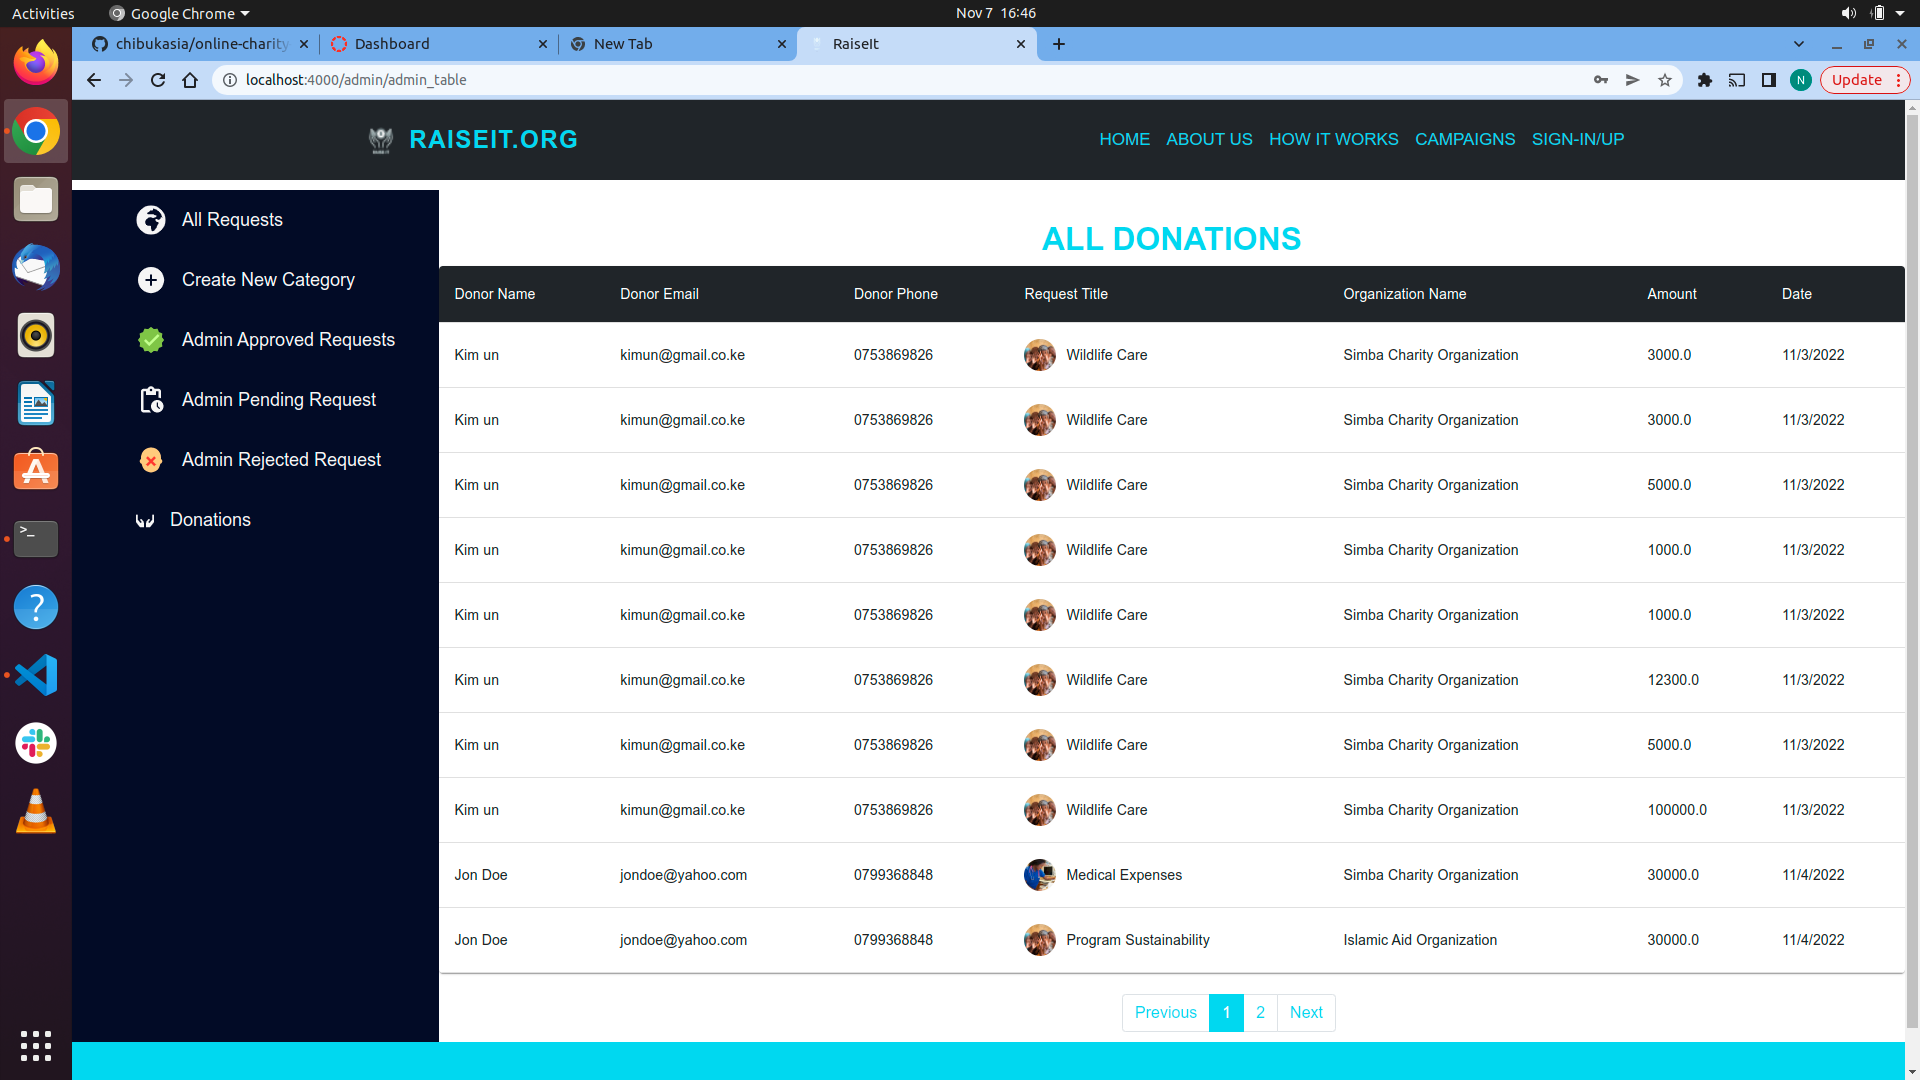 Activities Google Chrome Nov 7 16:46
chibukasia/online-charity Dashboard New Tab RaiseIt
localhost:4000/admin/admin_table Update N
RAISEIT.ORG HOME ABOUT US HOW IT WORKS CAMPAIGNS SIGN-IN/UP
All Requests
Create New Category
Admin Approved Requests
Admin Pending Request
Admin Rejected Request
Donations
ALL DONATIONS
Donor Name Donor Email Donor Phone Request Title Organization Name Amount Date
Kim un kimun@gmail.co.ke 0753869826 Wildlife Care Simba Charity Organization 3000.0 11/3/2022
Kim un kimun@gmail.co.ke 0753869826 Wildlife Care Simba Charity Organization 3000.0 11/3/2022
Kim un kimun@gmail.co.ke 0753869826 Wildlife Care Simba Charity Organization 5000.0 11/3/2022
Kim un kimun@gmail.co.ke 0753869826 Wildlife Care Simba Charity Organization 1000.0 11/3/2022
Kim un kimun@gmail.co.ke 0753869826 Wildlife Care Simba Charity Organization 1000.0 11/3/2022
Kim un kimun@gmail.co.ke 0753869826 Wildlife Care Simba Charity Organization 12300.0 11/3/2022
Kim un kimun@gmail.co.ke 0753869826 Wildlife Care Simba Charity Organization 5000.0 11/3/2022
Kim un kimun@gmail.co.ke 0753869826 Wildlife Care Simba Charity Organization 100000.0 11/3/2022
Jon Doe jondoe@yahoo.com 0799368848 Medical Expenses Simba Charity Organization 30000.0 11/4/2022
Jon Doe jondoe@yahoo.com 0799368848 Program Sustainability Islamic Aid Organization 30000.0 11/4/2022
Previous 1 2 Next